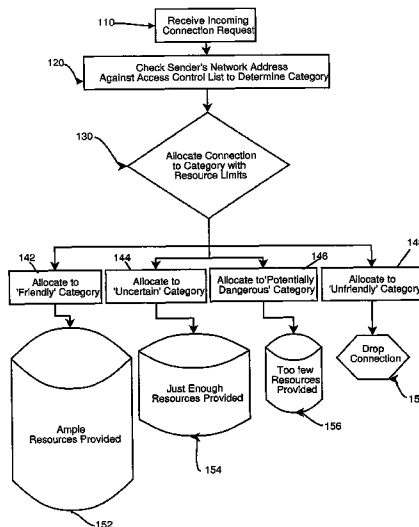 110
Receive Incoming
Connection Request
120
Check Sender's Network Address
Against Access Control List to Determine Category
130
Allocate Connection
to Category with
Resource Limits
142
144
146
Allocate to
'Friendly' Category
Allocate to
'Uncertain' Category
Allocate to'Potentially
Dangerous' Category
Allocate to
'Unfriendly' Category
Ample
Resources Provided
Just Enough
Resources Provided
Too few
Resources
Provided
Drop
Connection
152
154
156